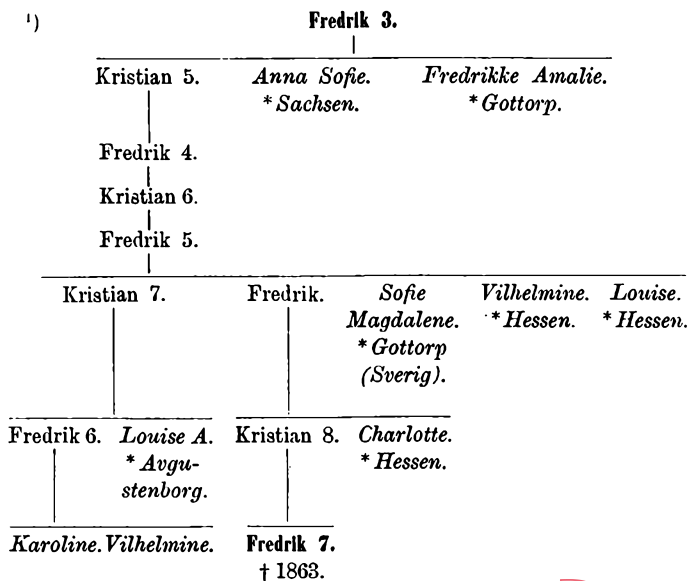 ¹)
Fredrik 3.
Kristian 5. Anna Sofie. Fredrikke Amalie.
* Sachsen. * Gottorp.
Fredrik 4.
Kristian 6.
Fredrik 5.
Kristian 7. Fredrik. Sofie Vilhelmine. Louise.
Magdalene. * Hessen. * Hessen.
* Gottorp
(Sverig).
Fredrik 6. Louise A. Kristian 8. Charlotte.
* Avgu- * Hessen.
stenborg.
Karoline. Vilhelmine. Fredrik 7.
† 1863.